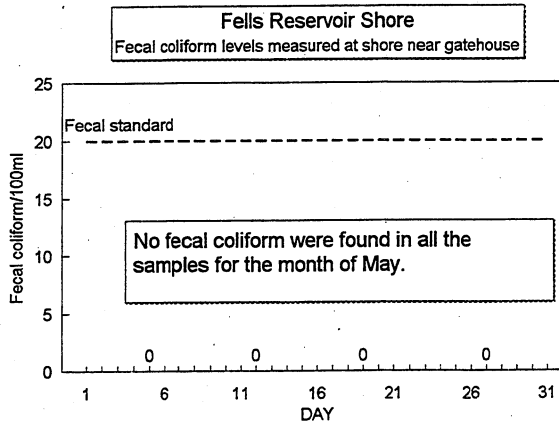 Fells Reservoir Shore
Fecal coliform levels measured at shore near gatehouse
25
Fecal standard
20
15
No fecal coliform were found in all the
samples for the month of May.
10
5
0 0 0 0
0
1 6 11 16 21 26 31
DAY
Fecal coliform/100ml